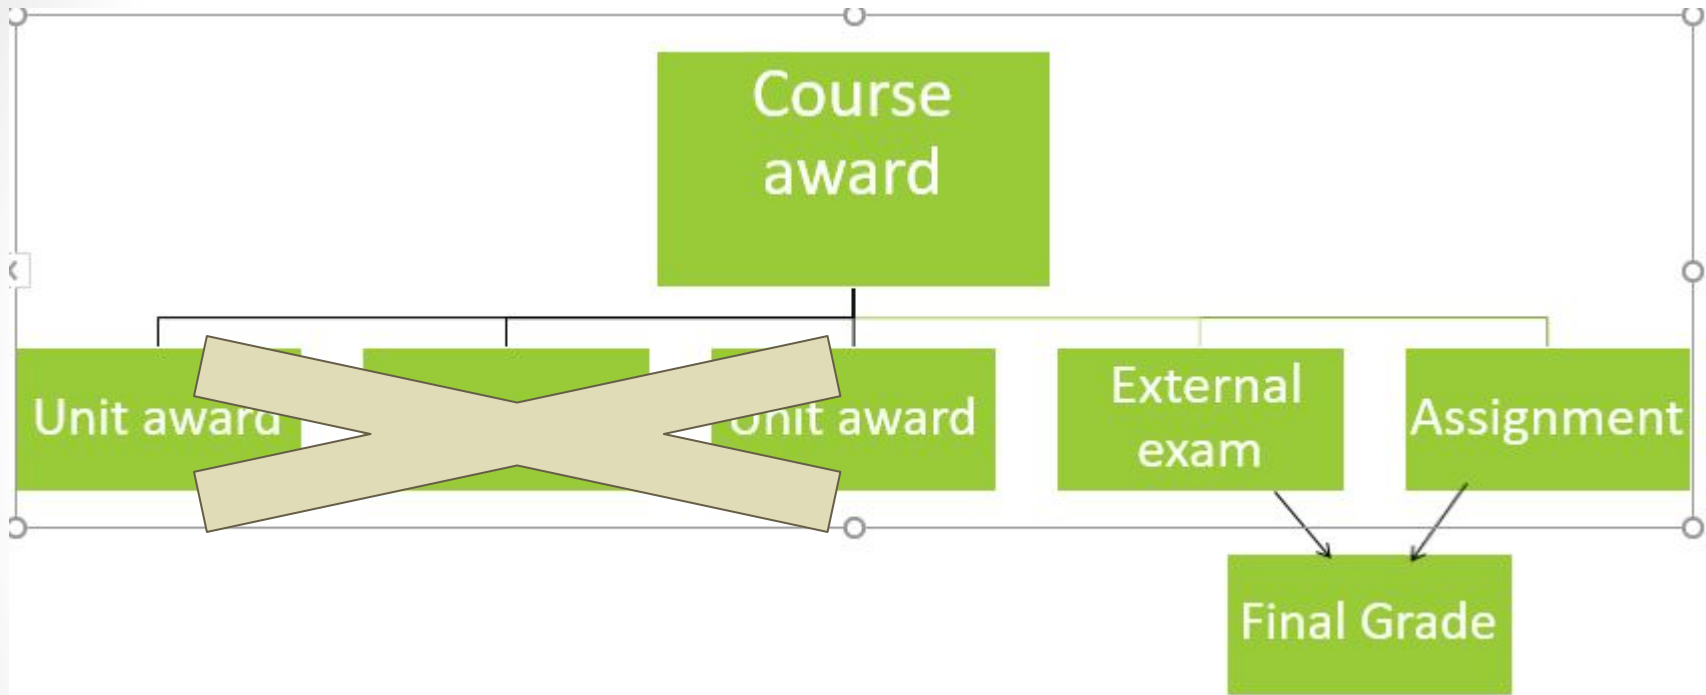 Course
award
Unit award
Unit award
External
exam
Assignment
Final Grade